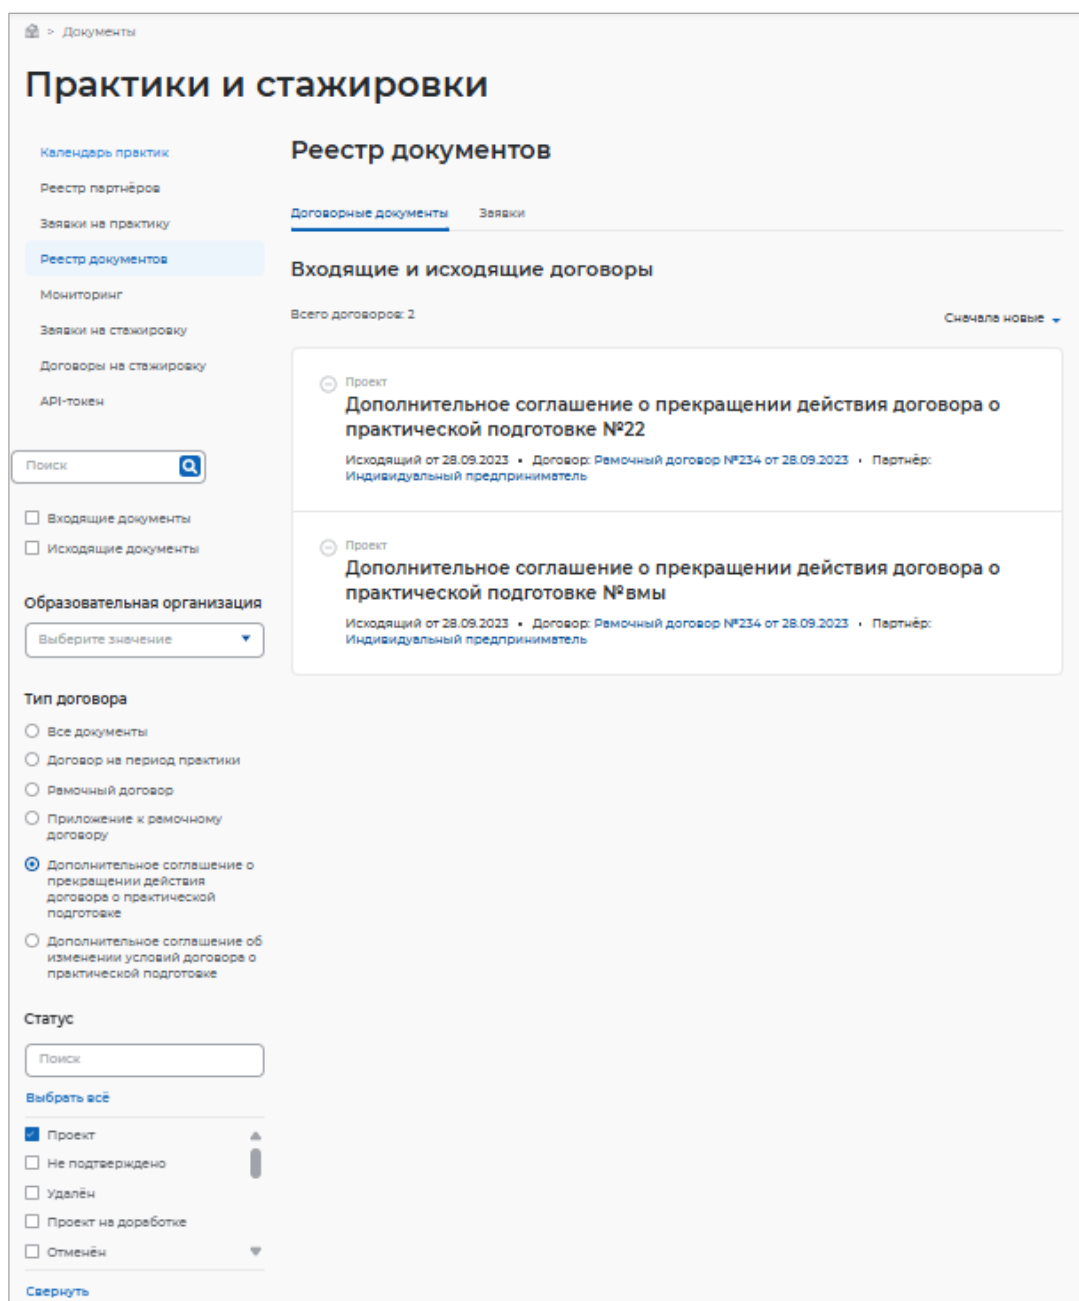 > Документы
Практики и стажировки
Календарь практик
Реестр партнёров
Заявки на практику
Реестр документов
Мониторинг
Заявки на стажировку
Договоры на стажировку
API-токен
Поиск
Входящие документы
Исходящие документы
Образовательная организация
Выберите значение
Тип договора
Все документы
Договор на период практики
Рамочный договор
Приложение к рамочному
договору
Дополнительное соглашение о
прекращении действия
договора о практической
подготовке
Дополнительное соглашение об
изменении условий договора о
практической подготовке
Статус
Поиск
Выбрать всё
Проект
Не подтверждено
Удалён
Проект на доработке
Отменён
Свернуть
Реестр документов
Договорные документы Заявки
Входящие и исходящие договоры
Всего договоров: 2
Сначала новые
Проект
Дополнительное соглашение о прекращении действия договора о
практической подготовке №22
Исходящий от 28.09.2023 • Договор: Рамочный договор №234 от 28.09.2023 • Партнёр:
Индивидуальный предприниматель
Проект
Дополнительное соглашение о прекращении действия договора о
практической подготовке №вмы
Исходящий от 28.09.2023 • Договор: Рамочный договор №234 от 28.09.2023 • Партнёр:
Индивидуальный предприниматель